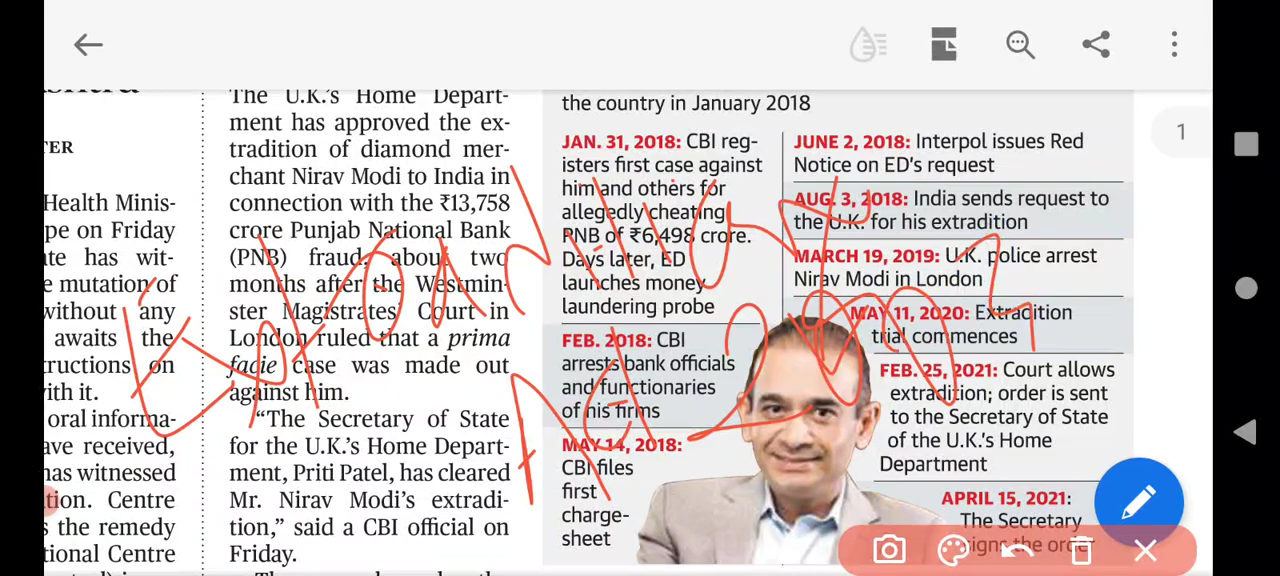 1
TER
Health Minis-
pe on Friday
te has wit-
e mutation of
without any
awaits the
tructions on
with it.
oral informa-
ave received,
has witnessed
tion. Centre
s the remedy
tional Centre
The U.K.'s Home Depart-
ment has approved the ex-
tradition of diamond mer-
chant Nirav Modi to India in
connection with the ₹13,758
crore Punjab National Bank
(PNB) fraud, about two
months after the Westmin-
ster Magistrates' Court in
London ruled that a prima
facie case was made out
against him.
"The Secretary of State
for the U.K.'s Home Depart-
ment, Priti Patel, has cleared
Mr. Nirav Modi's extradi-
tion," said a CBI official on
Friday.
the country in January 2018
JAN. 31, 2018: CBI reg-
isters first case against
him and others for
allegedly cheating
PNB of ₹6,498 crore.
Days later, ED
launches money
laundering probe
FEB. 2018: CBI
arrests bank officials
and functionaries
of his firms
MAY 14, 2018:
CBI files
first
charge-
sheet
JUNE 2, 2018: Interpol issues Red
Notice on ED's request
AUG. 3, 2018: India sends request to
the U.K. for his extradition
MARCH 19, 2019: U.K. police arrest
Nirav Modi in London
MAY 11, 2020: Extradition
trial commences
FEB. 25, 2021: Court allows
extradition; order is sent
to the Secretary of State
of the U.K.'s Home
Department
APRIL 15, 2021:
The Secretary
signs the order